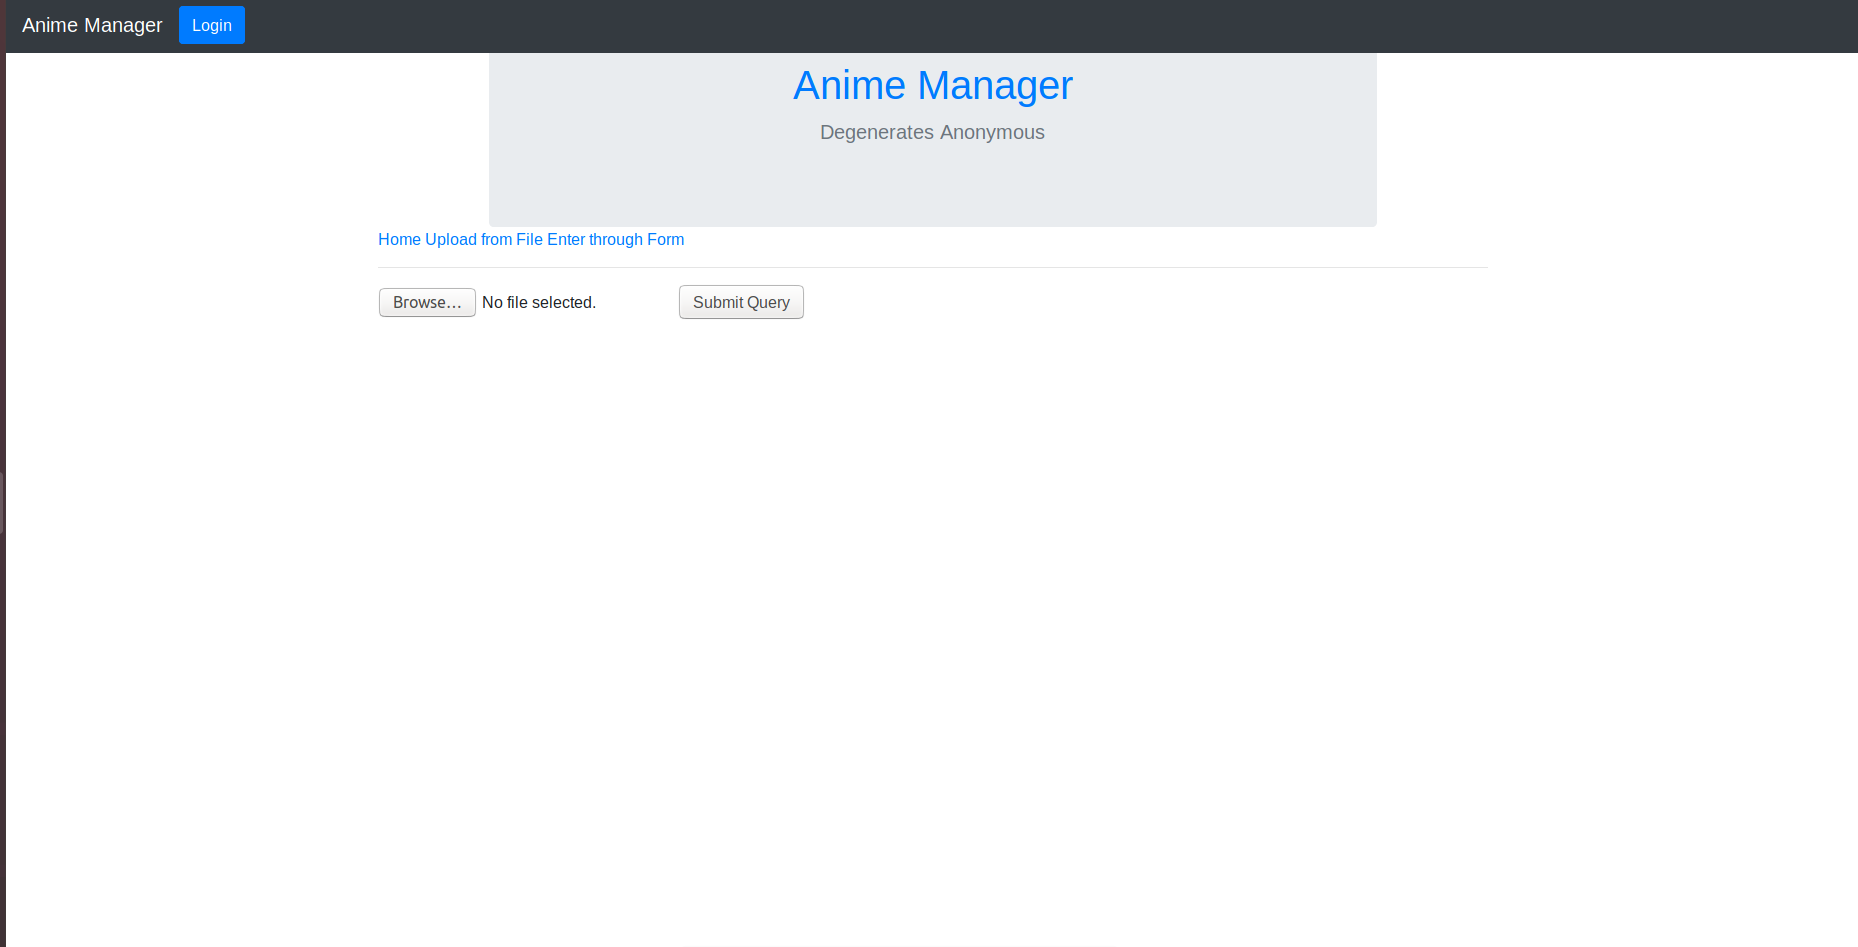 Anime Manager Login
Anime Manager
Degenerates Anonymous
Home Upload from File Enter through Form
Browse... No file selected. Submit Query